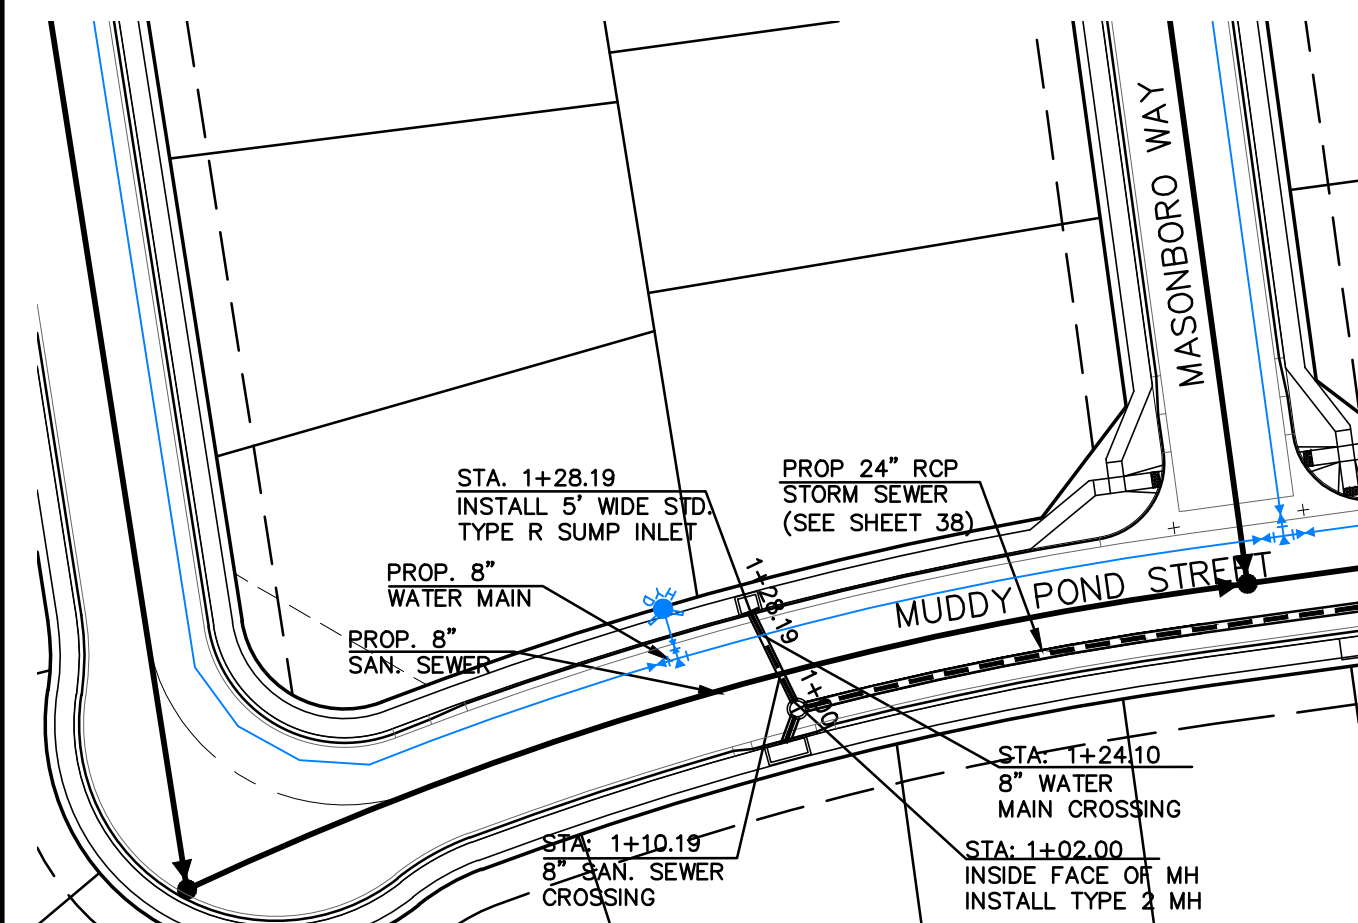 MASONBORO WAY
STA. 1+28.19
INSTALL 5' WIDE STD.
TYPE R SUMP INLET
PROP 24" RCP
STORM SEWER
(SEE SHEET 38)
PROP. 8"
WATER MAIN
HYD
1+28.19
MUDDY POND STREET
PROP. 8"
SAN. SEWER
1+00
STA: 1+24.10
8" WATER
MAIN CROSSING
STA: 1+10.19
8" SAN. SEWER
CROSSING
STA: 1+02.00
INSIDE FACE OF MH
INSTALL TYPE 2 MH